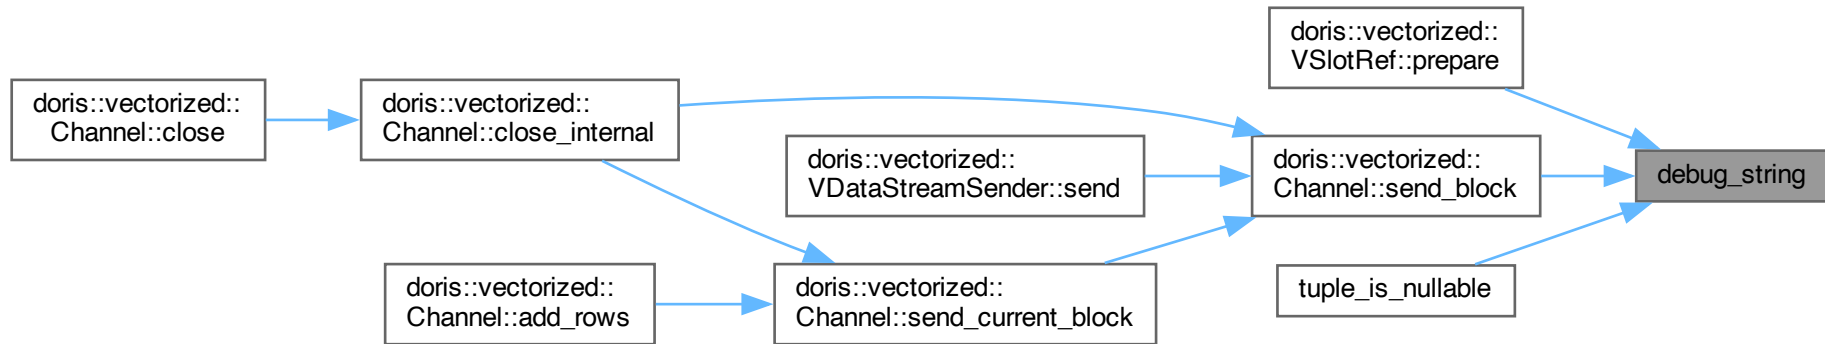 doris::vectorized::
Channel::close
doris::vectorized::
Channel::close_internal
doris::vectorized::
Channel::add_rows
doris::vectorized::
VDataStreamSender::send
doris::vectorized::
Channel::send_current_block
doris::vectorized::
VSlotRef::prepare
doris::vectorized::
Channel::send_block
tuple_is_nullable
debug_string